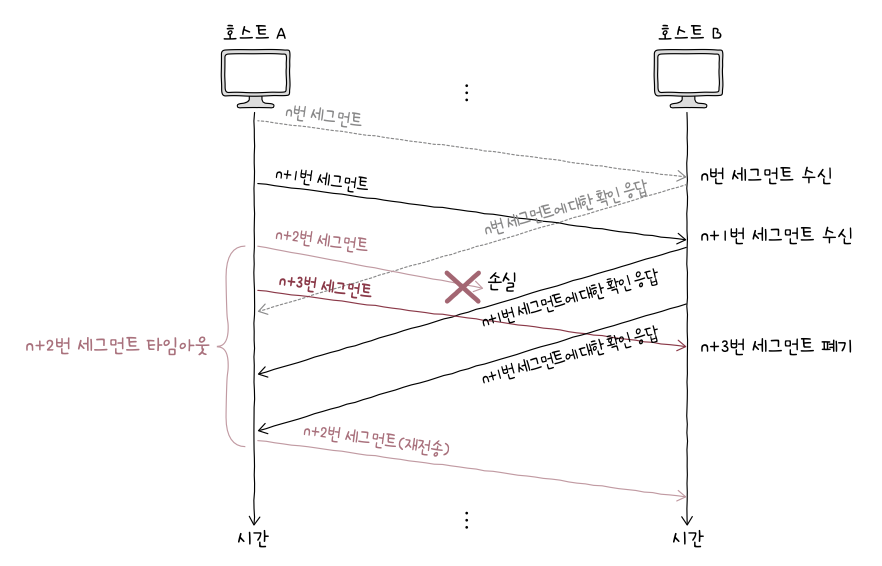 호스트 A
호스트 B
n번 세그먼트
n번 세그먼트 수신
n+1번 세그먼트
n번 세그먼트에 대한 확인 응답
n+1번 세그먼트 수신
n+2번 세그먼트
손실
n+3번 세그먼트
n+1번 세그먼트에 대한 확인 응답
n+2번 세그먼트 타임아웃
n+3번 세그먼트 폐기
n+1번 세그먼트에 대한 확인 응답
n+2번 세그먼트(재전송)
시간
시간